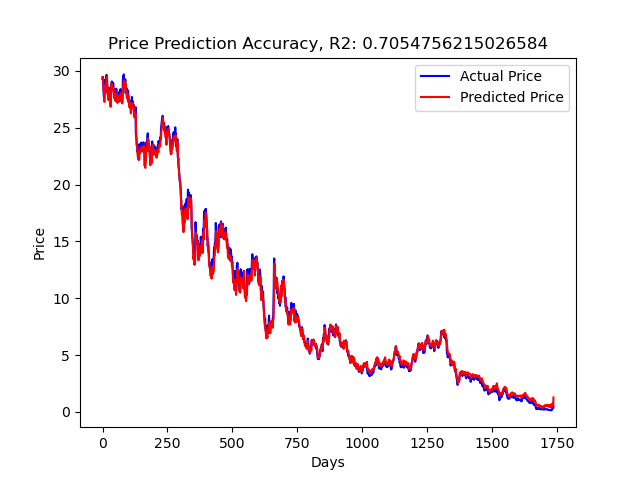 Price Prediction Accuracy, R2: 0.7054756215026584
Actual Price
Predicted Price
Price
30
25
20
15
10
5
0
0 250 500 750 1000 1250 1500 1750
Days